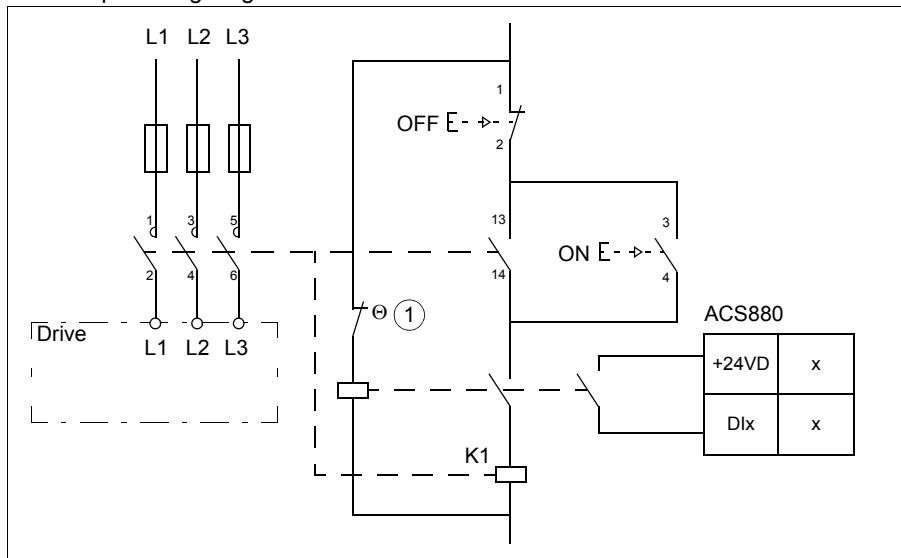 L1 L2 L3
1
OFF
2
13
3
1 3 5
ON
14
4
2 4 6
Θ 1
ACS880
Drive
L1 L2 L3
+24VD x
DIx x
K1